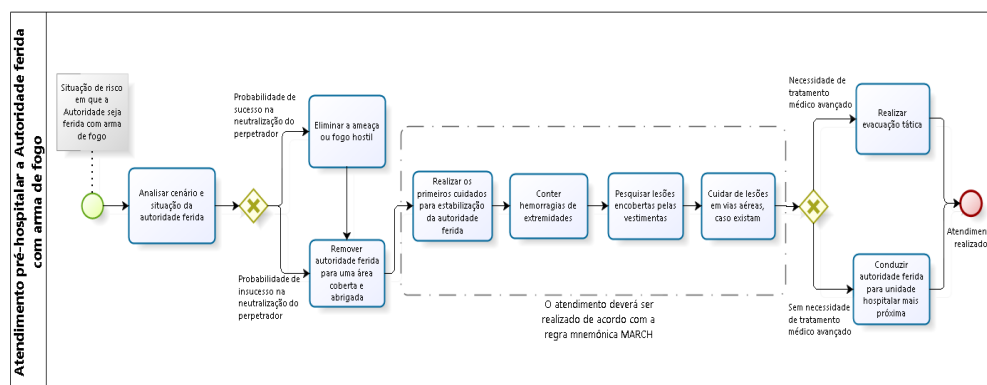 Atendimento pré-hospitalar a Autoridade ferida
com arma de fogo
Situação de risco
em que a
Autoridade seja
ferida com arma
de fogo
Analisar cenário e
situação da
autoridade ferida
Probabilidade de
sucesso na
neutralização do
perpetrador
Eliminar a ameaça
ou fogo hostil
Probabilidade de
insucesso na
neutralização do
perpetrador
Remover
autoridade ferida
para uma área
coberta e
abrigada
Realizar os
primeiros cuidados
para estabilização
da autoridade
ferida
Conter
hemorragias de
extremidades
Pesquisar lesões
encobertas pelas
vestimentas
Cuidar de lesões
em vias aéreas,
caso existam
O atendimento deverá ser
realizado de acordo com a
regra mnemônica MARCH
Necessidade de
tratamento
médico avançado
Realizar
evacuação tática
Sem necessidade
de tratamento
médico avançado
Conduzir
autoridade ferida
para unidade
hospitalar mais
próxima
Atendimento
realizado